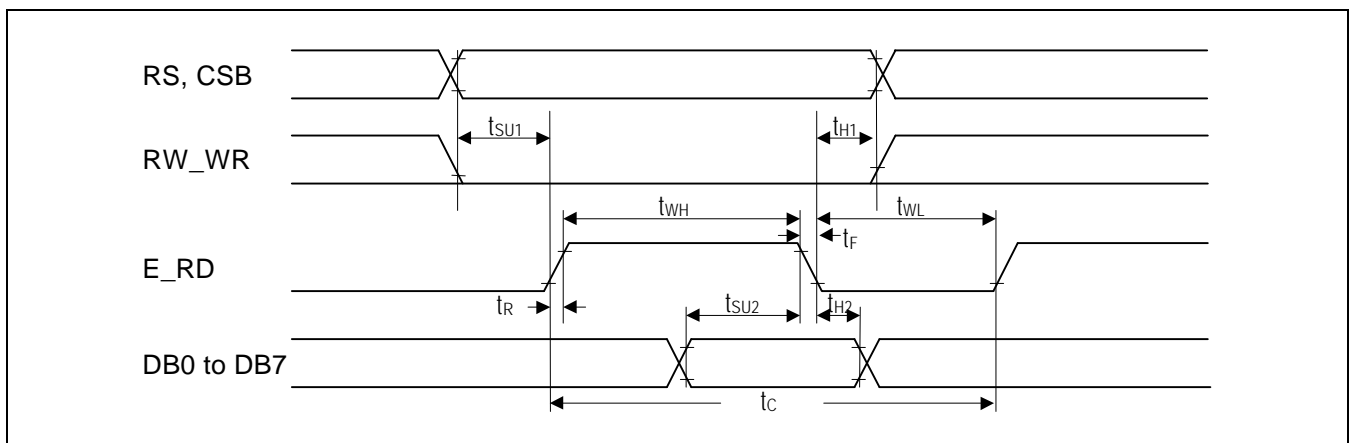 RS, CSB
tSU1
tH1
RW_WR
tWH
tWL
tF
E_RD
tR
tSU2
tH2
DB0 to DB7
tC